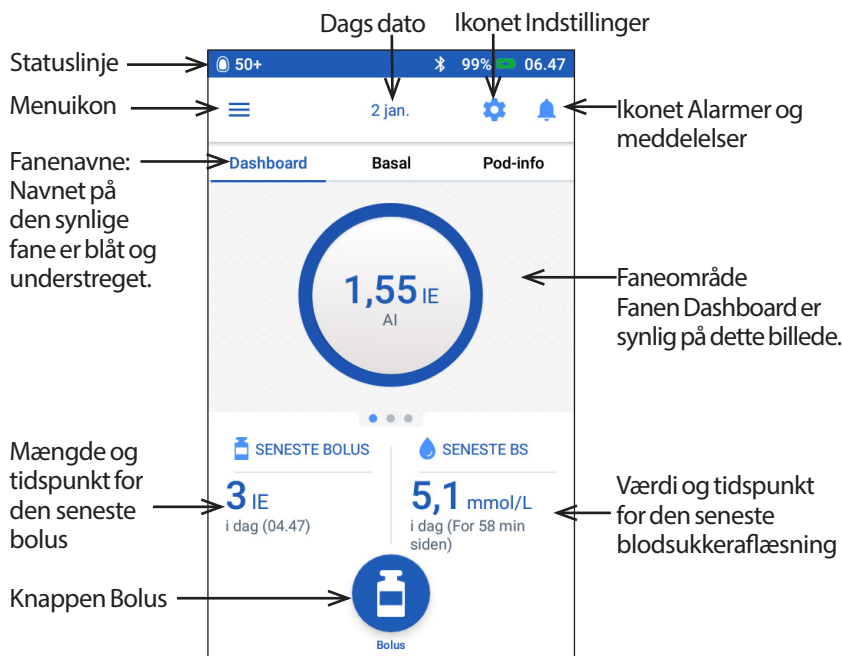 Dags dato
Ikonet Indstillinger
Statuslinje
50+
99%
06.47
Menuikon
2 jan.
Ikonet Alarmer og
meddelelser
Fanenavne:
Navnet på
den synlige
fane er blåt og
understreget.
Dashboard
Basal
Pod-info
1,55 IE
AI
Faneområde
Fanen Dashboard er
synlig på dette billede.
Mængde og
tidspunkt for
den seneste
bolus
SENESTE BOLUS
3 IE
i dag (04.47)
SENESTE BS
5,1 mmol/L
i dag (For 58 min
siden)
Værdi og tidspunkt
for den seneste
blodsukkeraflæsning
Knappen Bolus
Bolus